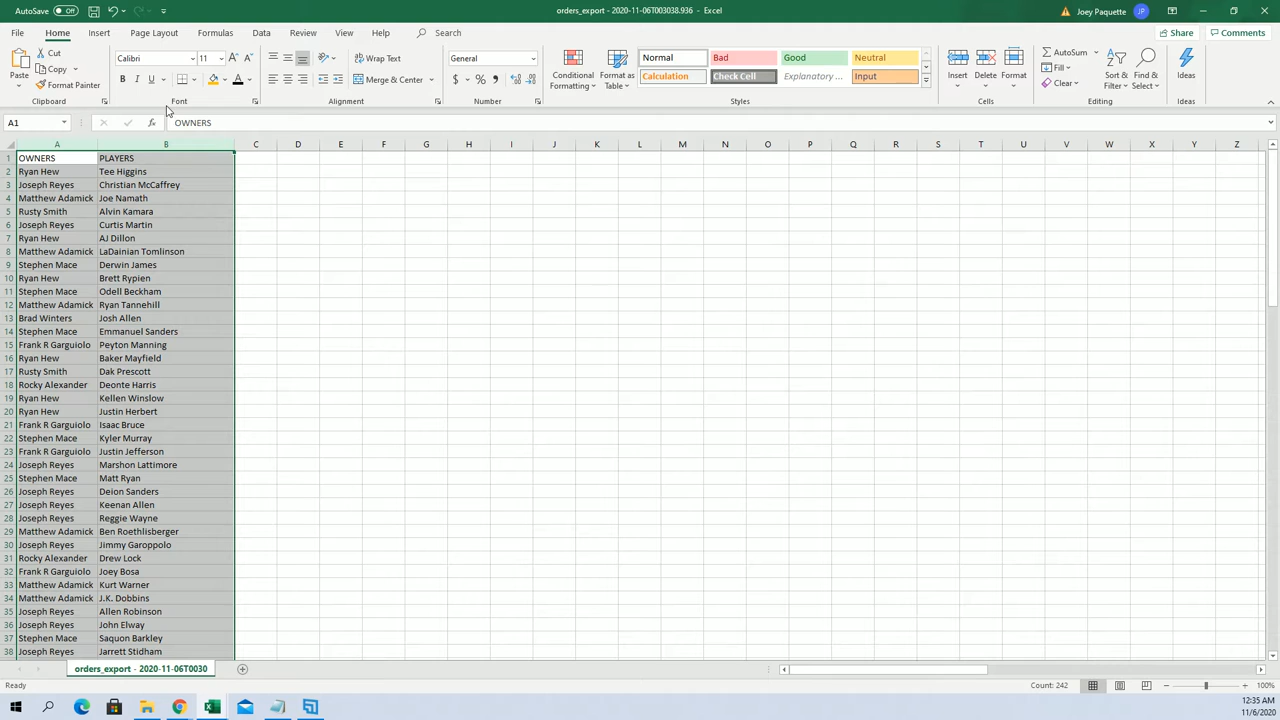 AutoSave Off orders_export - 2020-11-06T003038.936 - Excel Joey Paquette JP
File Home Insert Page Layout Formulas Data Review View Help Search Share Comments
Paste Cut Copy Format Painter
Calibri 11 B I U A
Wrap Text Merge & Center
General $ % ,
Conditional Formatting Format as Table
Normal Bad Good Neutral
Calculation Check Cell Explanatory ... Input
Insert Delete Format
AutoSum Fill Clear
Sort & Filter Find & Select Ideas
Clipboard Font Alignment Number Styles Cells Editing Ideas
A1 fx OWNERS
A B C D E F G H I J K L M N O P Q R S T U V W X Y Z
1 OWNERS PLAYERS
2 Ryan Hew Tee Higgins
3 Joseph Reyes Christian McCaffrey
4 Matthew Adamick Joe Namath
5 Rusty Smith Alvin Kamara
6 Joseph Reyes Curtis Martin
7 Ryan Hew AJ Dillon
8 Matthew Adamick LaDainian Tomlinson
9 Stephen Mace Derwin James
10 Ryan Hew Brett Rypien
11 Stephen Mace Odell Beckham
12 Matthew Adamick Ryan Tannehill
13 Brad Winters Josh Allen
14 Stephen Mace Emmanuel Sanders
15 Frank R Garguiolo Peyton Manning
16 Ryan Hew Baker Mayfield
17 Rusty Smith Dak Prescott
18 Rocky Alexander Deonte Harris
19 Ryan Hew Kellen Winslow
20 Ryan Hew Justin Herbert
21 Frank R Garguiolo Isaac Bruce
22 Stephen Mace Kyler Murray
23 Frank R Garguiolo Justin Jefferson
24 Joseph Reyes Marshon Lattimore
25 Stephen Mace Matt Ryan
26 Joseph Reyes Deion Sanders
27 Joseph Reyes Keenan Allen
28 Joseph Reyes Reggie Wayne
29 Matthew Adamick Ben Roethlisberger
30 Joseph Reyes Jimmy Garoppolo
31 Rocky Alexander Drew Lock
32 Frank R Garguiolo Joey Bosa
33 Matthew Adamick Kurt Warner
34 Matthew Adamick J.K. Dobbins
35 Joseph Reyes Allen Robinson
36 Joseph Reyes John Elway
37 Stephen Mace Saquon Barkley
38 Joseph Reyes Jarrett Stidham
orders_export - 2020-11-06T0030
Ready Count: 242 100%
12:35 AM
11/6/2020